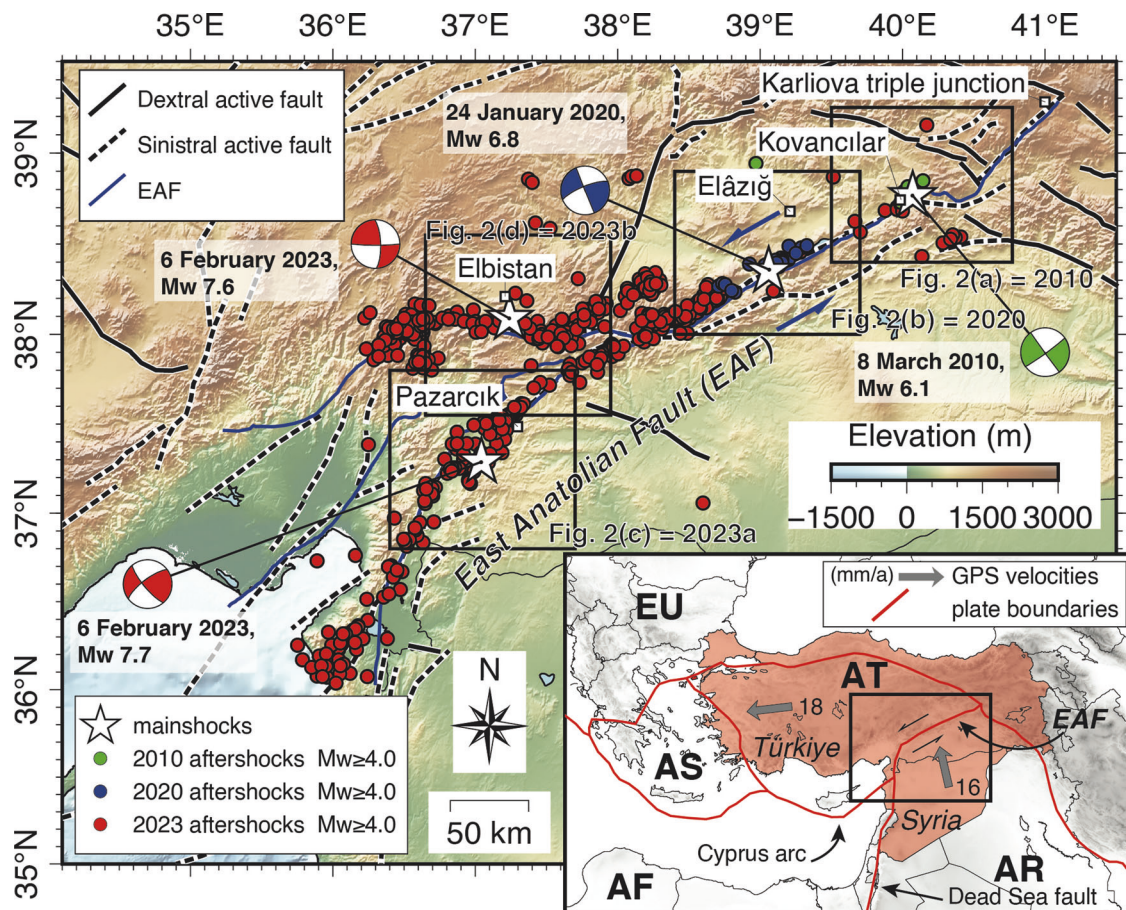 36°E 37°E 38°E 39°E 40°E 41°E
39°N
38°N
37°N
36°N
35°N
Dextral active fault
Sinistral active fault
EAF
24 January 2020,
Mw 6.8
Karliova triple junction
Kovancılar
Elâzığ
Fig. 2(d) = 2023b
Elbistan
6 February 2023,
Mw 7.6
Fig. 2(a) = 2010
Fig. 2(b) = 2020
8 March 2010,
Mw 6.1
Pazarcık
East Anatolian Fault (EAF)
Fig. 2(c) = 2023a
Elevation (m)
−1500 0 1500 3000
6 February 2023,
Mw 7.7
N
50 km
mainshocks
2010 aftershocks Mw≥4.0
2020 aftershocks Mw≥4.0
2023 aftershocks Mw≥4.0
(mm/a) GPS velocities
plate boundaries
EU
AT
18
Türkiye
EAF
AS
16
Syria
Cyprus arc
AF
AR
Dead Sea fault